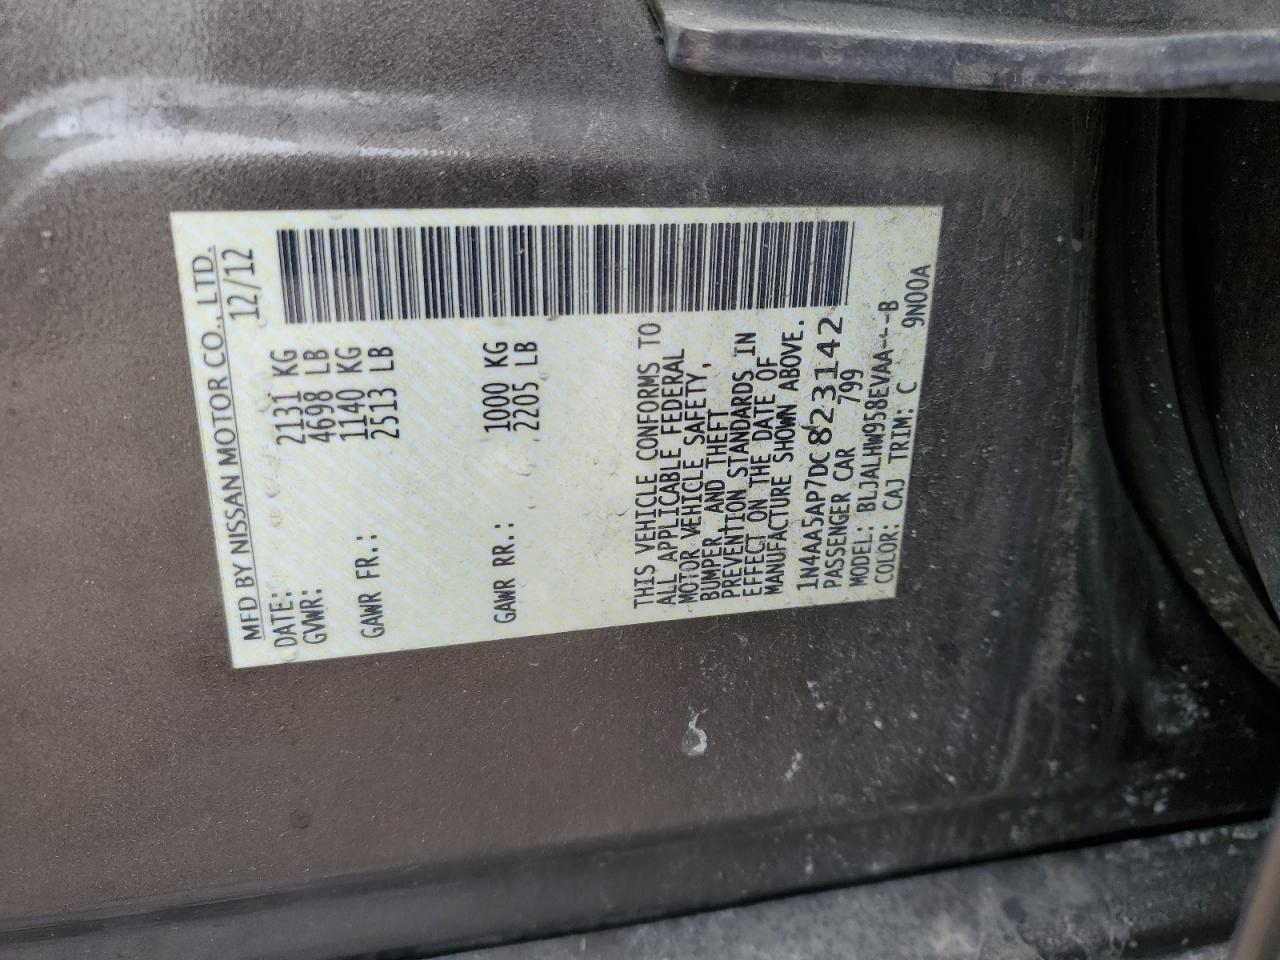 MFD BY NISSAN MOTOR CO., LTD.
DATE: 12/12
GVWR: 2131 KG
4698 LB
GAWR FR.: 1140 KG
2513 LB
GAWR RR.: 1000 KG
2205 LB
THIS VEHICLE CONFORMS TO
ALL APPLICABLE FEDERAL
MOTOR VEHICLE SAFETY,
BUMPER, AND THEFT
PREVENTION STANDARDS IN
EFFECT ON THE DATE OF
MANUFACTURE SHOWN ABOVE.
1N4AA5AP7DC823142
PASSENGER CAR 799
MODEL: BLJALHW958EVAA---B
COLOR: CAJ TRIM: C 9N00A